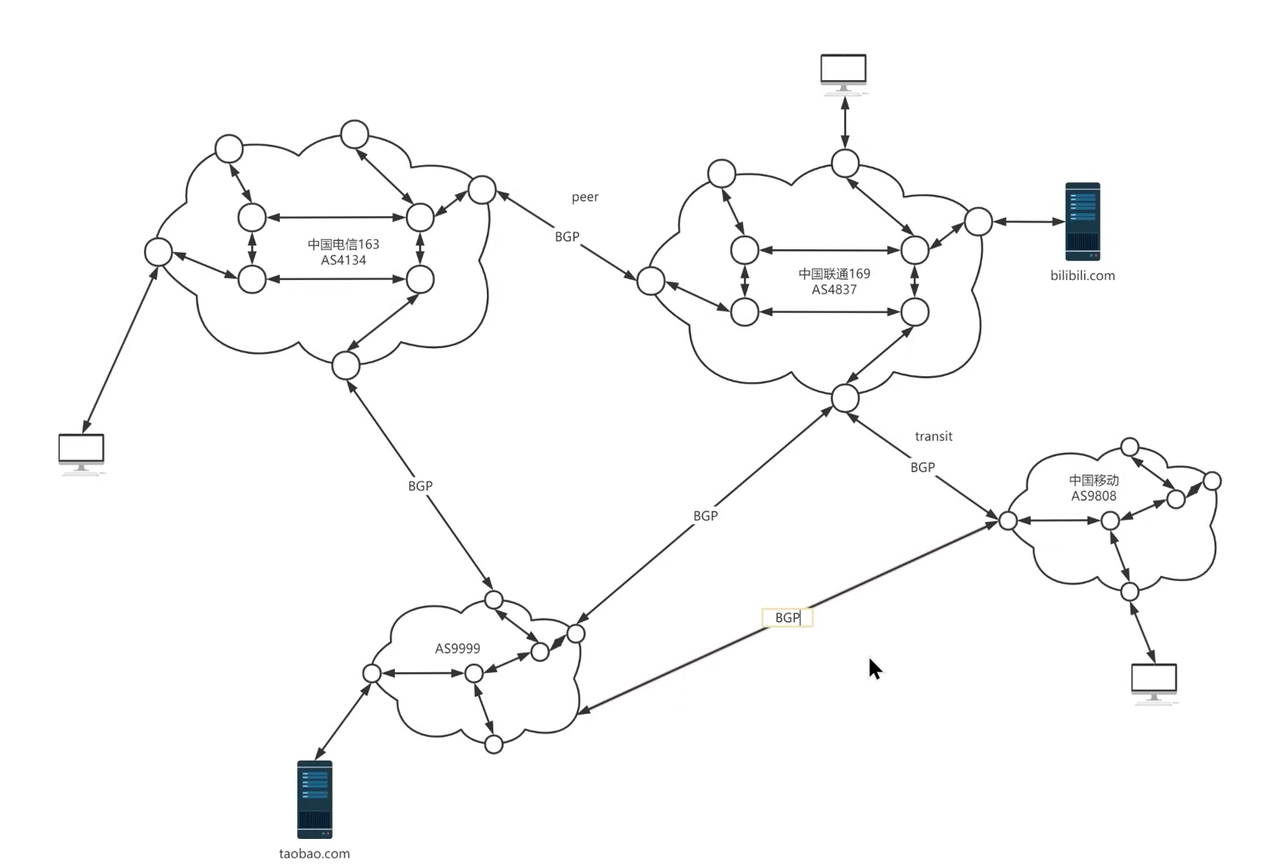 peer
BGP
中国电信163
AS4134
中国联通169
AS4837
bilibili.com
transit
BGP
中国移动
AS9808
BGP
BGP
BGP
AS9999
taobao.com